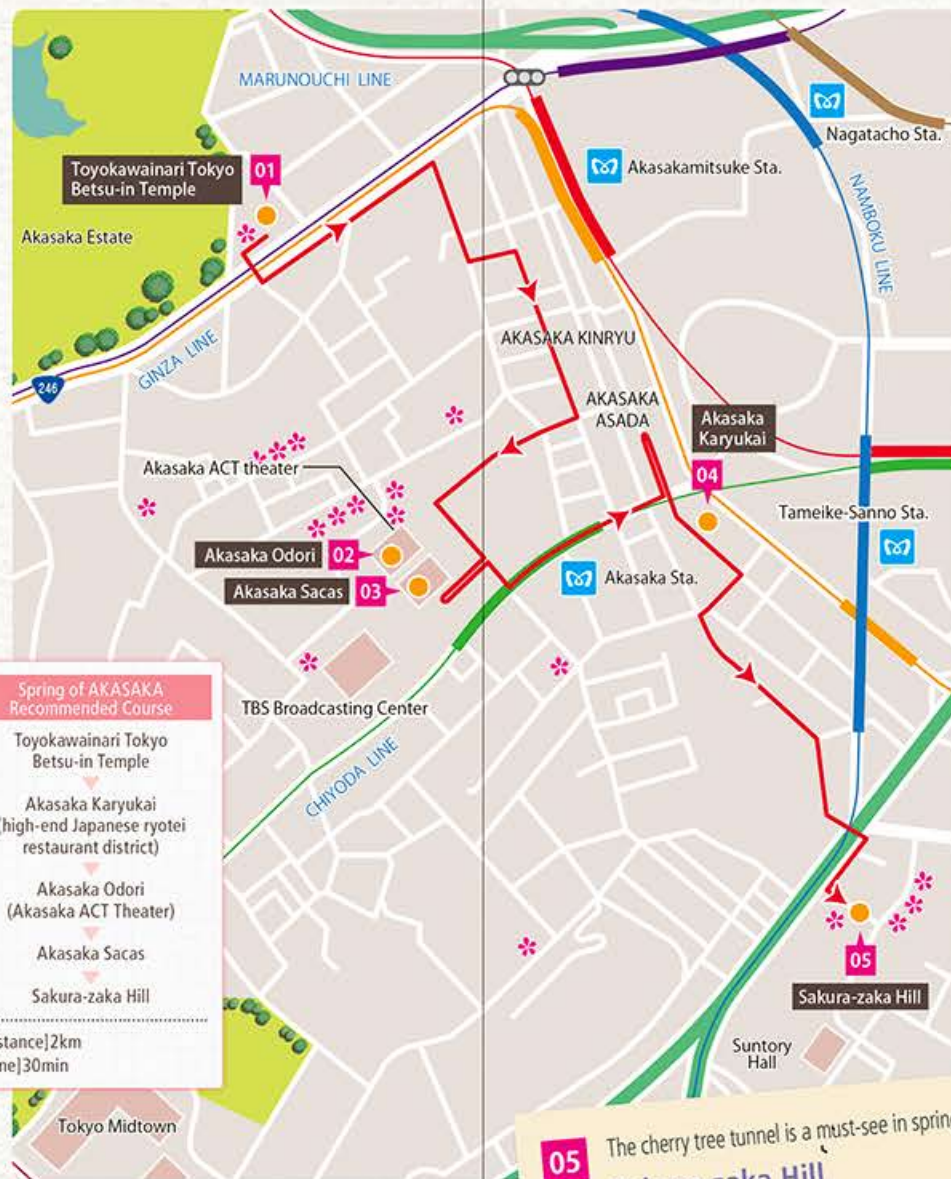 MARUNOUCHI LINE
Nagatacho Sta.
Toyokawainari Tokyo
Betsu-in Temple
01
Akasakamitsuke Sta.
NAMBOKU LINE
Akasaka Estate
AKASAKA KINRYU
GINZA LINE
246
AKASAKA
ASADA
Akasaka
Karyukai
04
Akasaka ACT theater
Tameike-Sanno Sta.
Akasaka Odori 02
Akasaka Sacas 03
Akasaka Sta.
TBS Broadcasting Center
CHIYODA LINE
Spring of AKASAKA
Recommended Course
Toyokawainari Tokyo
Betsu-in Temple
Akasaka Karyukai
(high-end Japanese ryotei
restaurant district)
Akasaka Odori
(Akasaka ACT Theater)
Akasaka Sacas
Sakura-zaka Hill
stance]2km
ne]30min
05
Sakura-zaka Hill
Suntory
Hall
Tokyo Midtown
05 The cherry tree tunnel is a must-see in sprin
zaka Hill